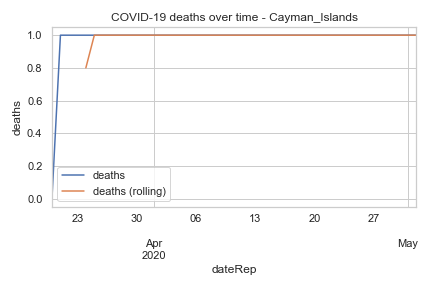 COVID-19 deaths over time - Cayman_Islands
1.0
0.8
0.6
0.4
0.2
0.0
deaths
deaths
deaths (rolling)
23 30 06 13 20 27
Apr May
2020
dateRep